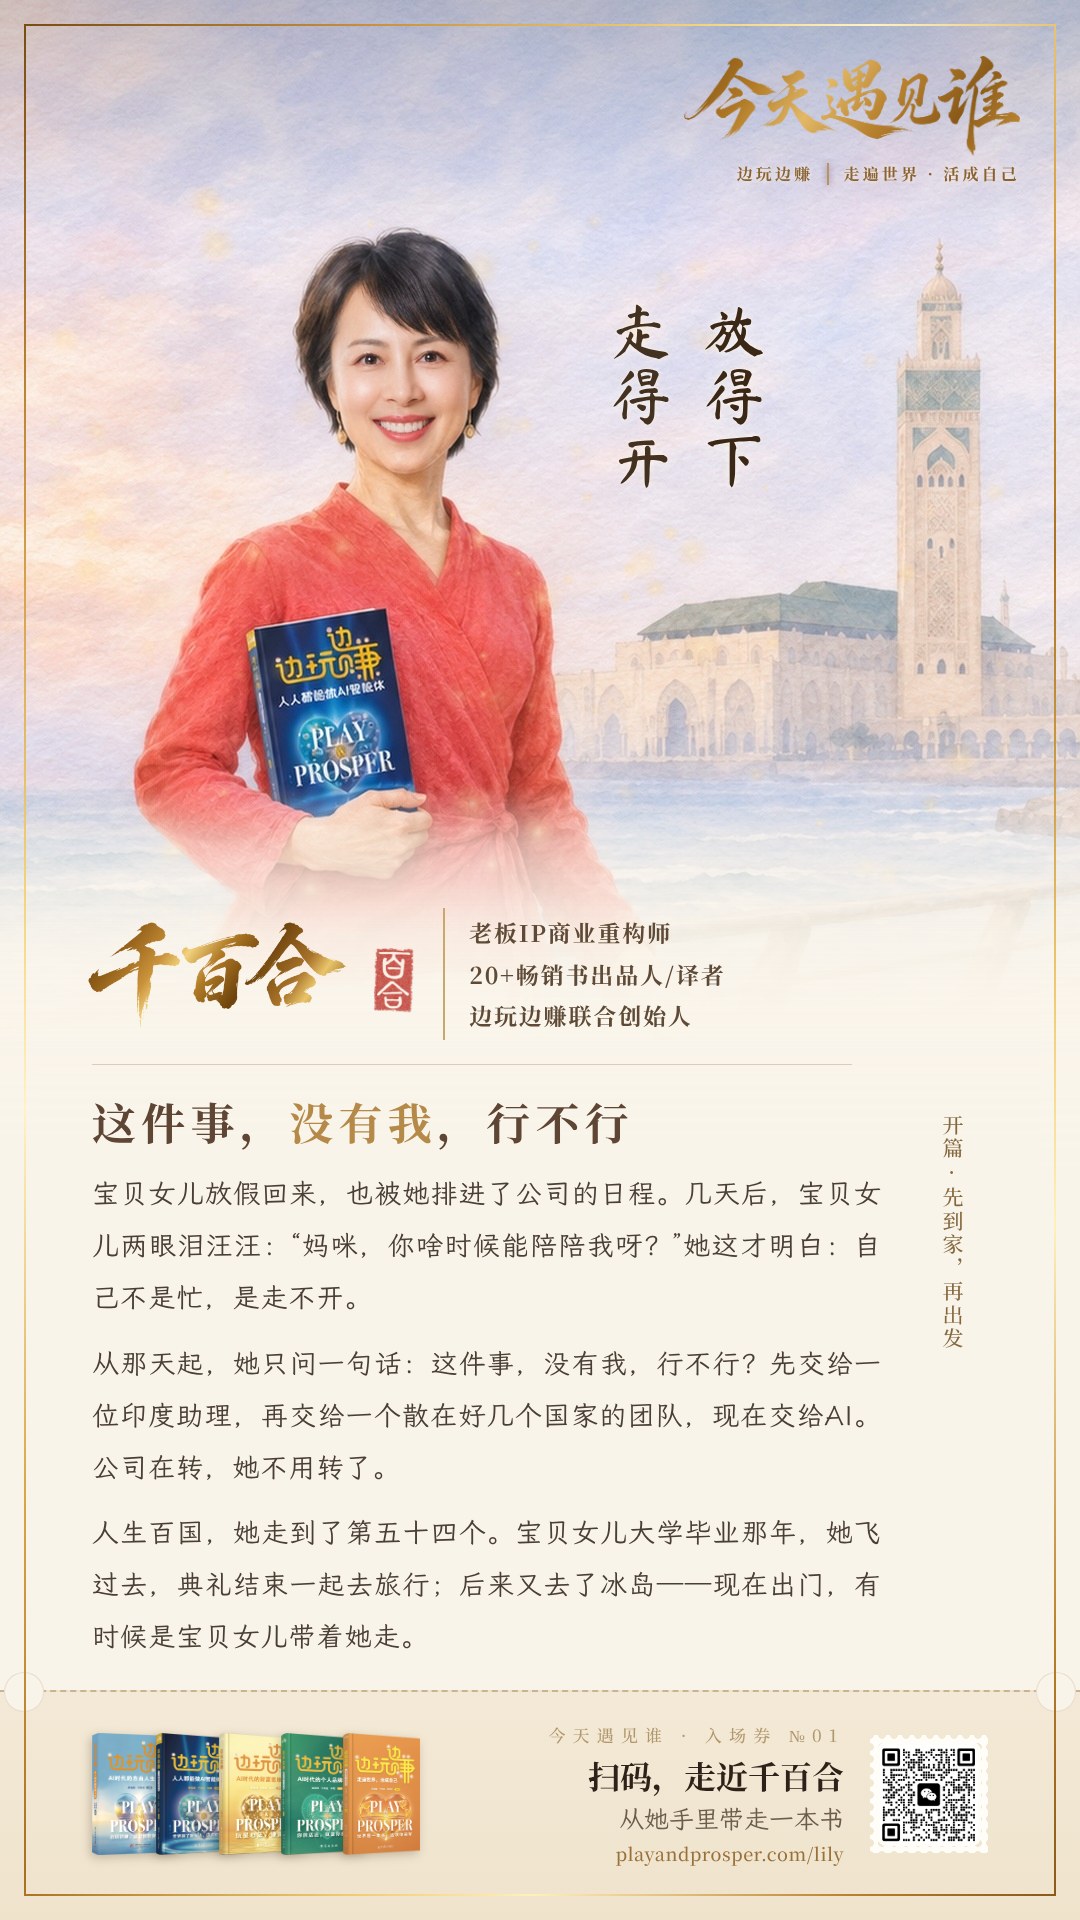 今天遇见谁
边玩边赚 | 走遍世界 · 活成自己
放得下
走得开
边玩边赚
人人都能做AI智能体
PLAY
&
PROSPER
千百合
百合
老板IP商业重构师
20+畅销书出品人/译者
边玩边赚联合创始人
这件事，没有我，行不行
宝贝女儿放假回来，也被她排进了公司的日程。几天后，宝贝女
儿两眼泪汪汪：“妈咪，你啥时候能陪陪我呀？”她这才明白：自
己不是忙，是走不开。
从那天起，她只问一句话：这件事，没有我，行不行？先交给一
位印度助理，再交给一个散在好几个国家的团队，现在交给AI。
公司在转，她不用转了。
人生百国，她走到了第五十四个。宝贝女儿大学毕业那年，她飞
过去，典礼结束一起去旅行；后来又去了冰岛——现在出门，有
时候是宝贝女儿带着她走。
开篇·先到家，再出发
边玩边赚
PLAY
PROSPER
今天遇见谁 · 入场券 №01
扫码，走近千百合
从她手里带走一本书
playandprosper.com/lily